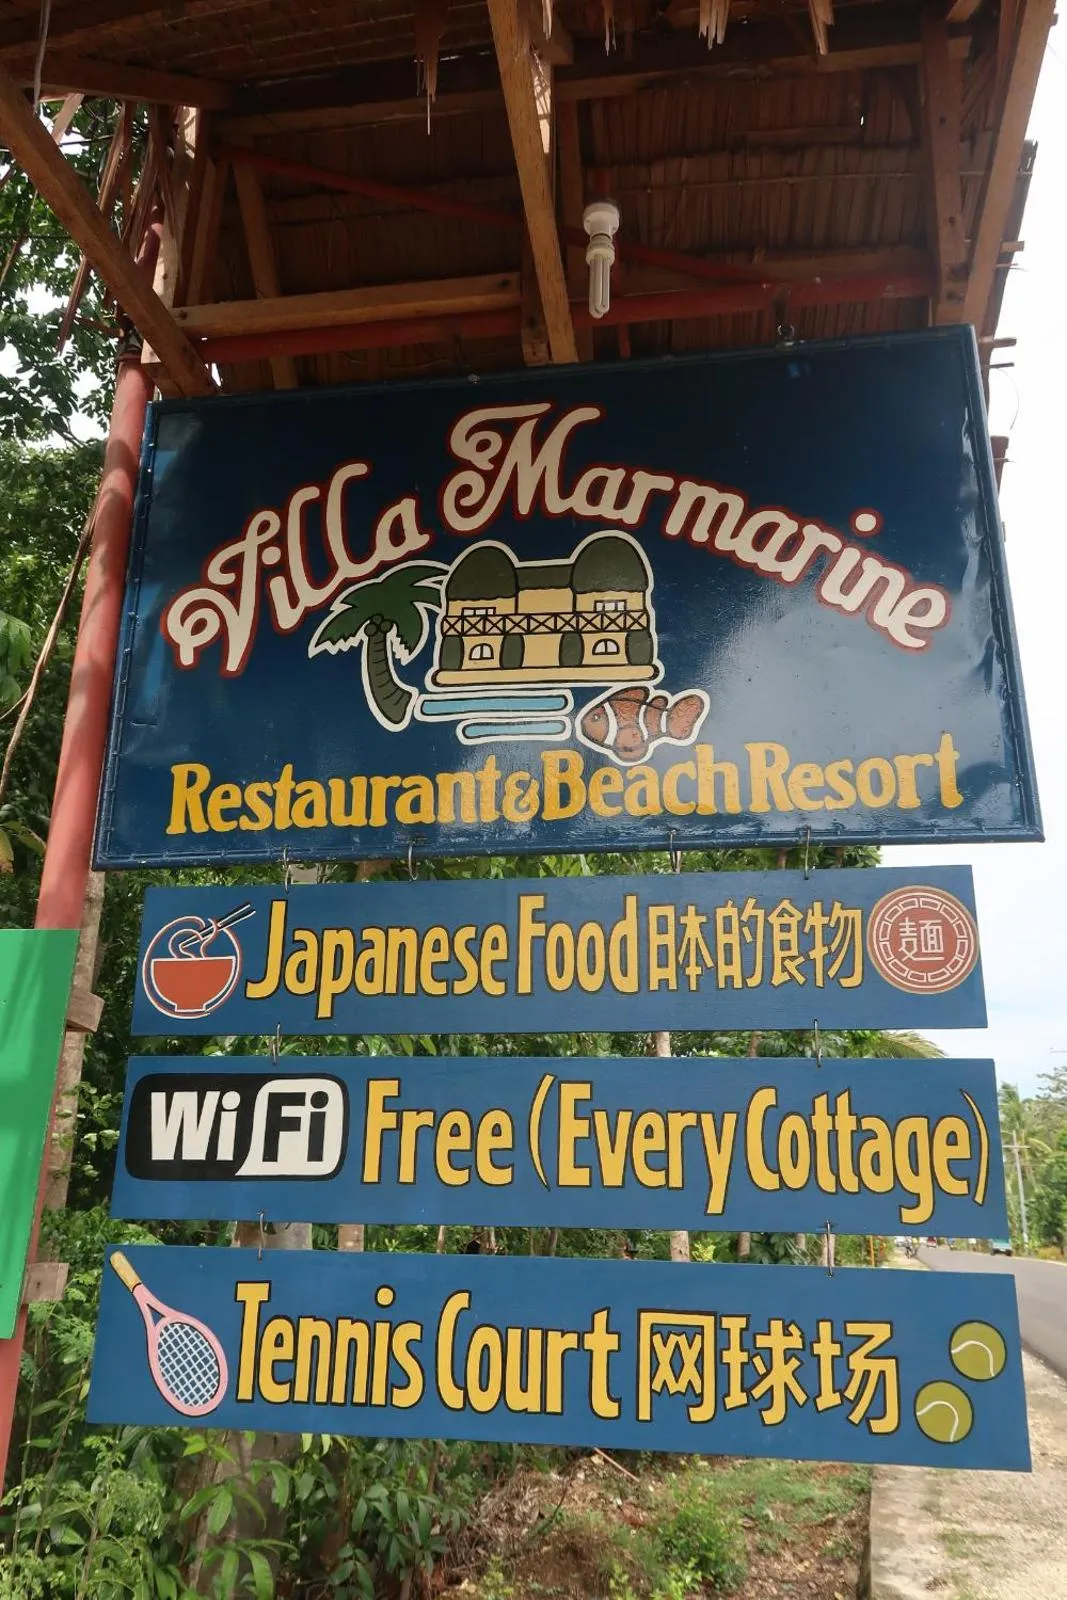 Villa Marmarine
Restaurant & Beach Resort
Japanese Food 日本的食物 麺
WiFi Free (Every Cottage)
Tennis Court 网球场